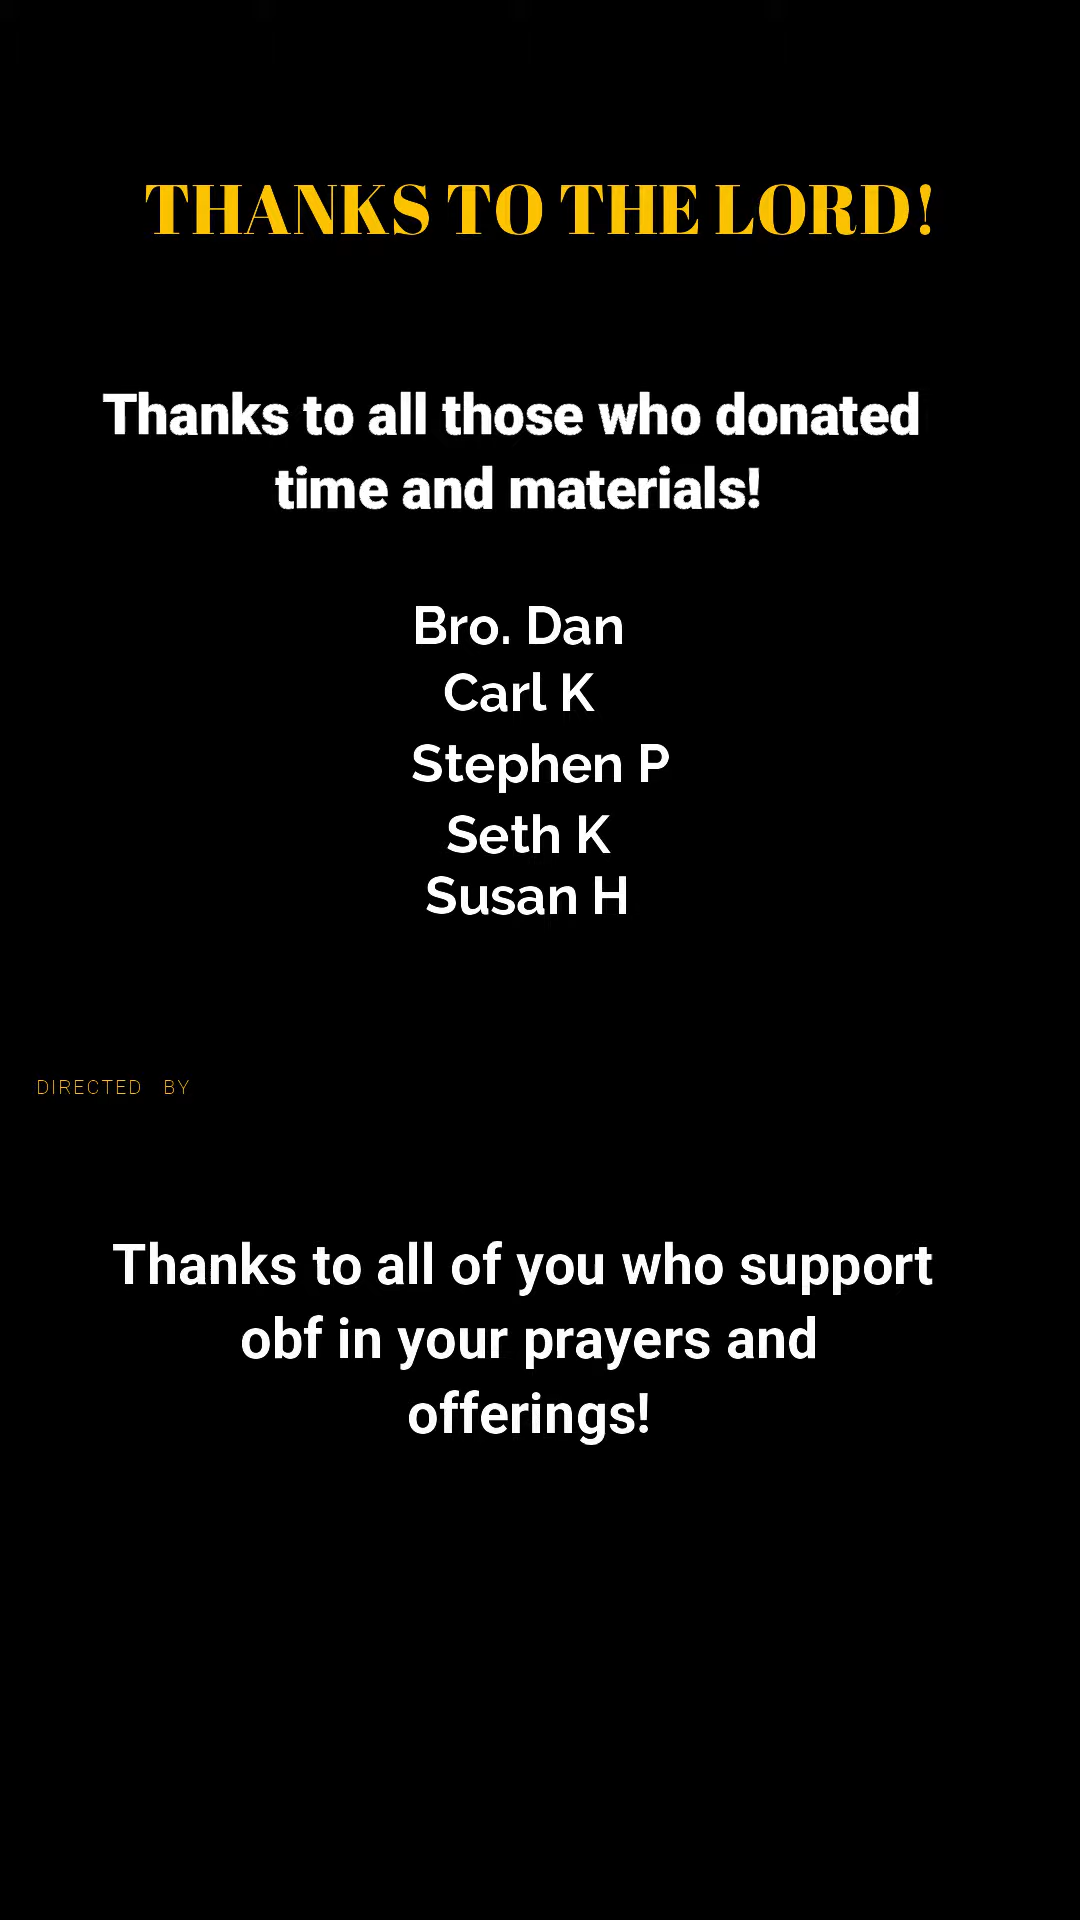 THANKS TO THE LORD!
Thanks to all those who donated
time and materials!
Bro. Dan
Carl K
Stephen P
Seth K
Susan H
DIRECTED BY
Thanks to all of you who support
obf in your prayers and
offerings!